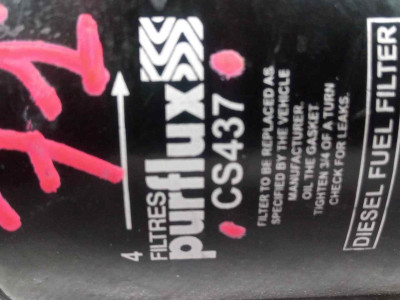 4
FILTRES
purflux
CS437
FILTER TO BE REPLACED AS
SPECIFIED BY THE VEHICLE
MANUFACTURER.
OIL THE GASKET.
TIGHTEN 3/4 OF A TURN
CHECK FOR LEAKS.
DIESEL FUEL FILTER